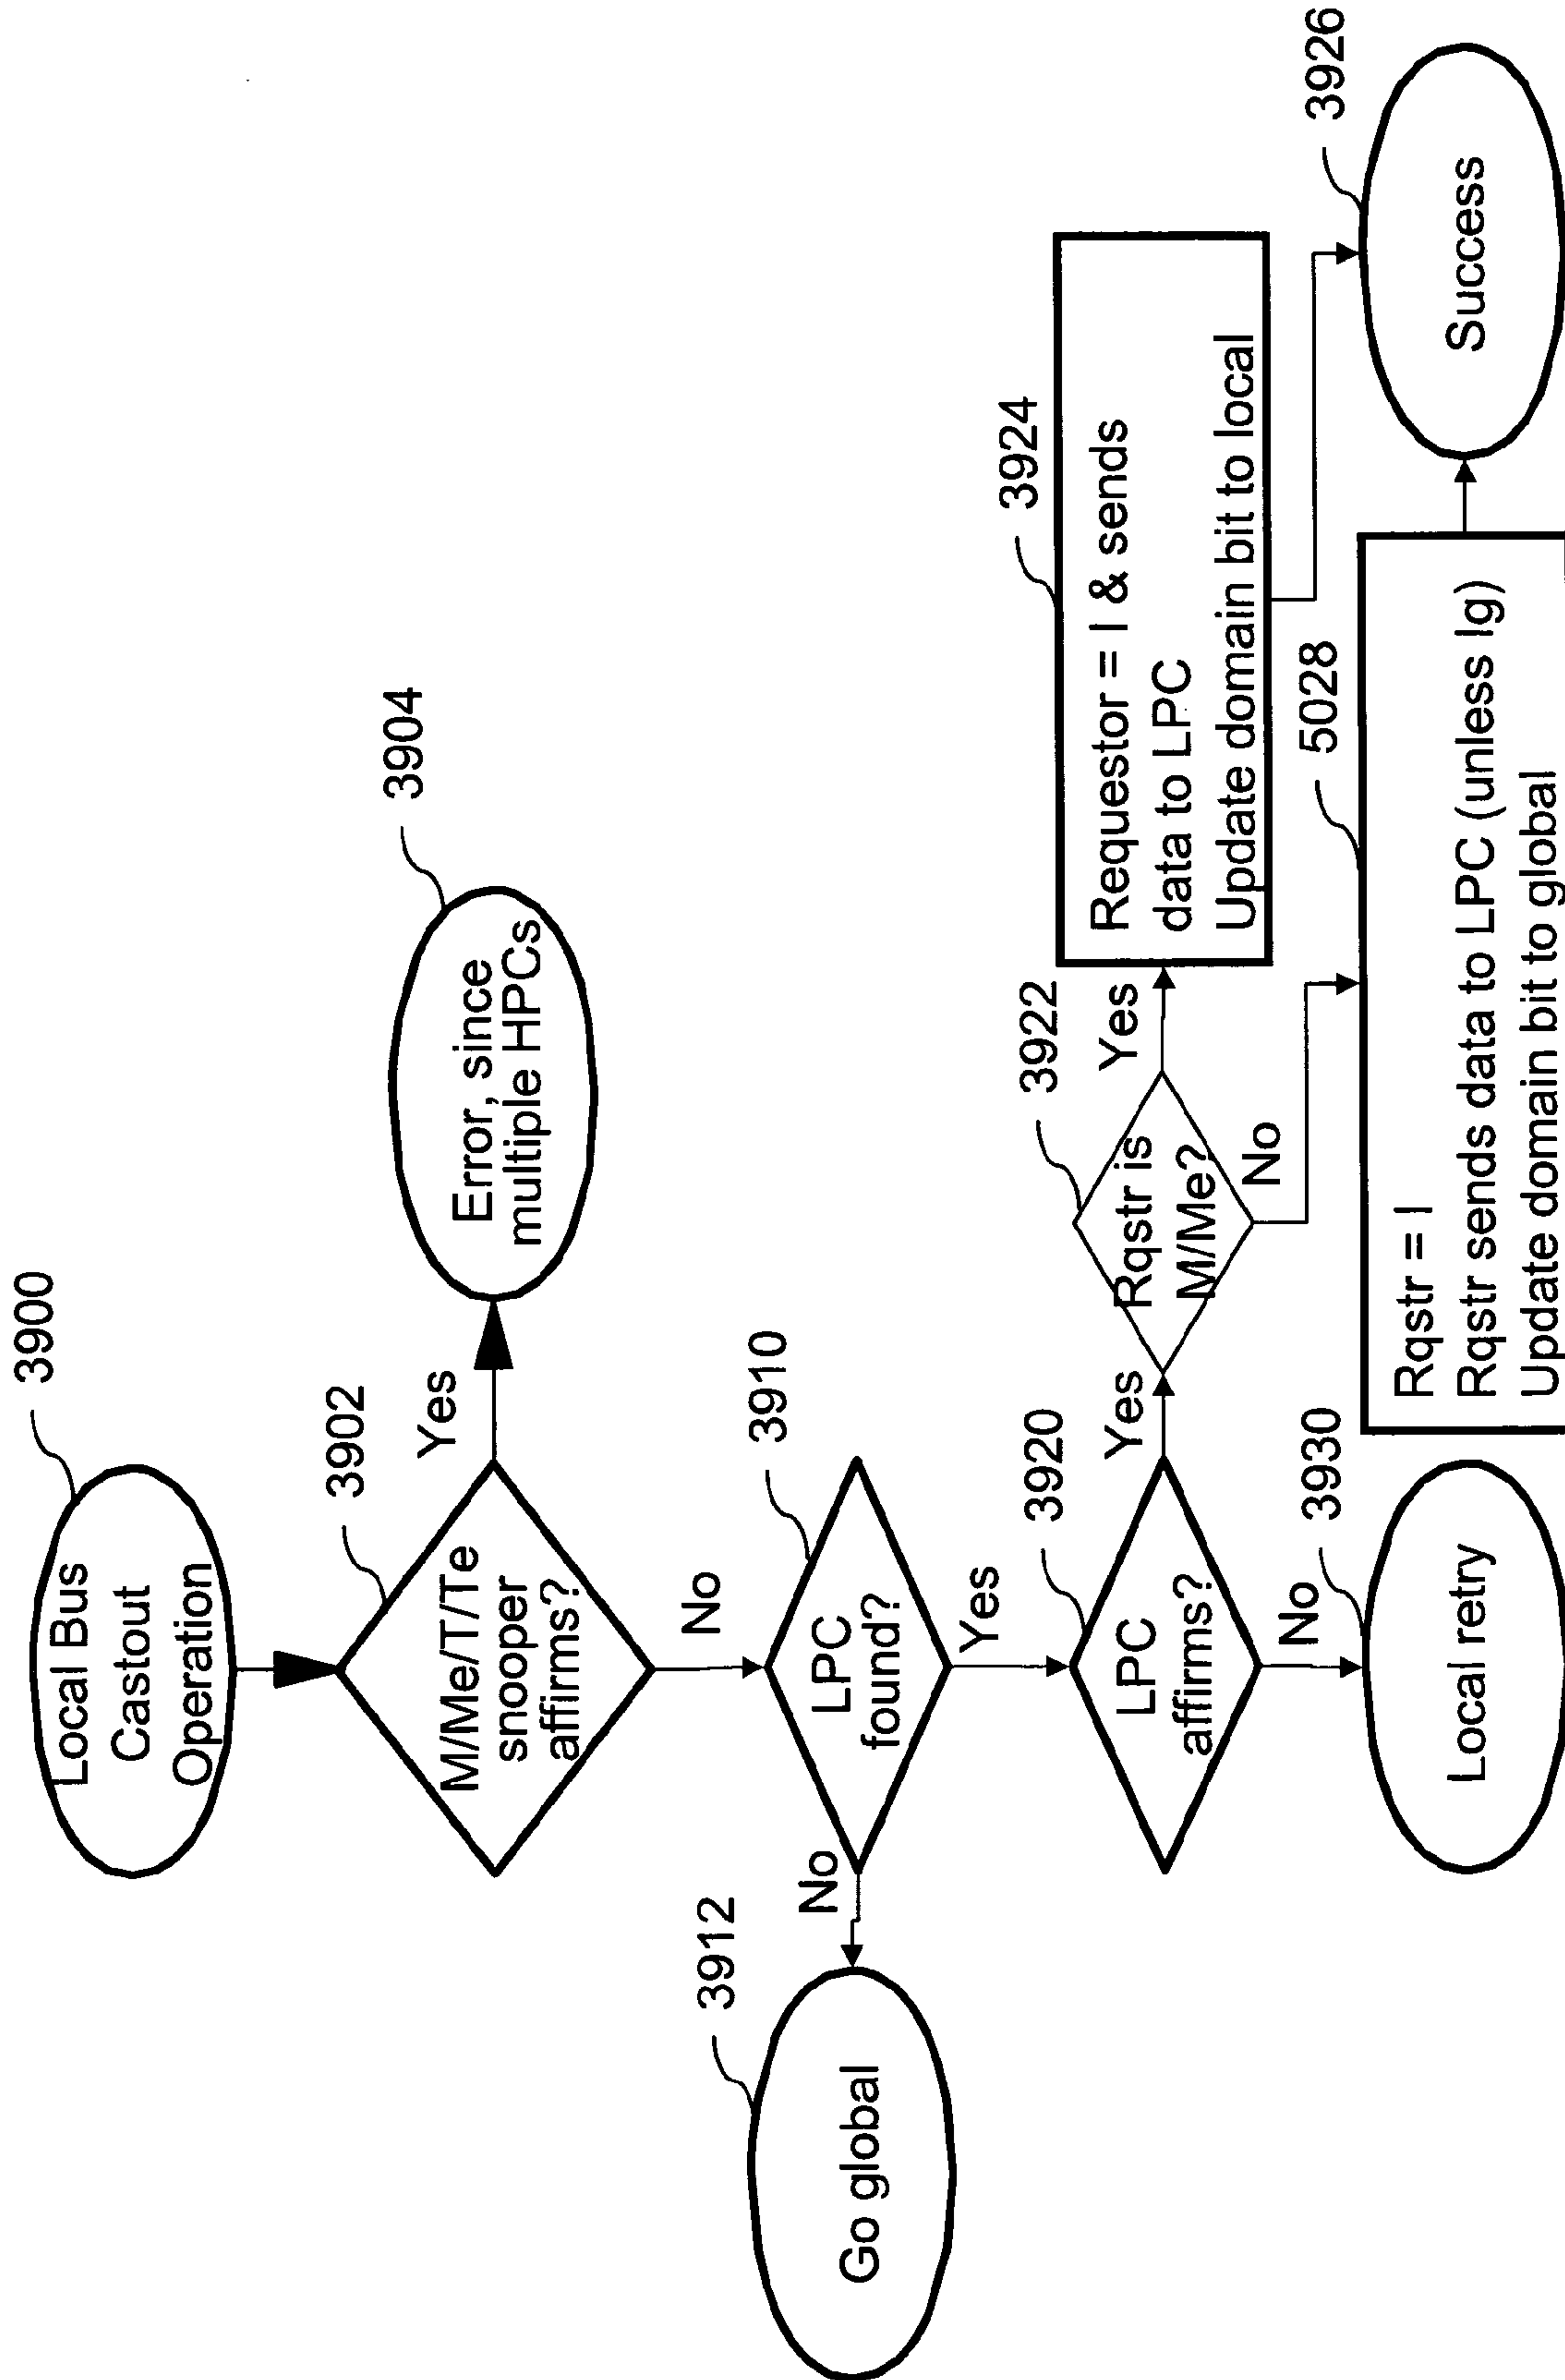 3900
Local Bus
Castout
Operation
3902
M/Me/T/Te
snooper
affirms?
Yes
3904
Error, since
multiple HPCs
No
3910
LPC
found?
No
3912
Go global
Yes
3920
LPC
affirms?
Yes
3922
Rqstr is
M/Me?
Yes
3924
Requestor = I & sends
data to LPC
Update domain bit to local
No
5028
Rqstr = I
Rqstr sends data to LPC (unless Ig)
Update domain bit to global
3926
Success
No
3930
Local retry